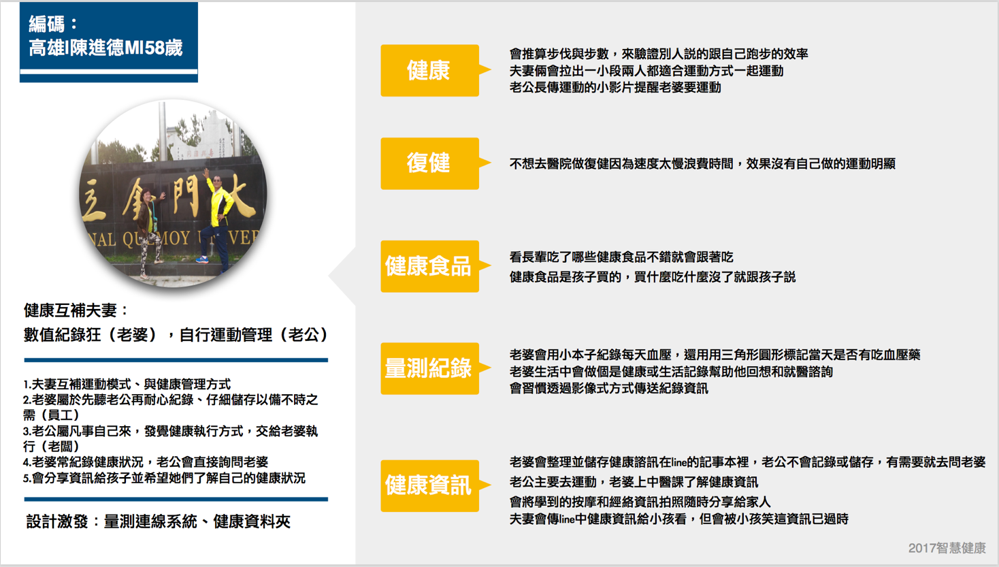 編碼：
高雄|陳進德M|58歲
立金門大
NAL QUEMOY UNIVER
健康互補夫妻：
數值紀錄狂（老婆），自行運動管理（老公）
1.夫妻互補運動模式、與健康管理方式
2.老婆屬於先聽老公再耐心紀錄、仔細儲存以備不時之
需（員工）
3.老公屬凡事自己來，發覺健康執行方式，交給老婆執
行（老闆）
4.老婆常紀錄健康狀況，老公會直接詢問老婆
5.會分享資訊給孩子並希望她們了解自己的健康狀況
設計激發：量測連線系統、健康資料夾
健康
會推算步伐與步數，來驗證別人說的跟自己跑步的效率
夫妻倆會拉出一小段兩人都適合運動方式一起運動
老公長傳運動的小影片提醒老婆要運動
復健
不想去醫院做復健因為速度太慢浪費時間，效果沒有自己做的運動明顯
健康食品
看長輩吃了哪些健康食品不錯就會跟著吃
健康食品是孩子買的，買什麼吃什麼沒了就跟孩子說
量測紀錄
老婆會用小本子紀錄每天血壓，還用用三角形圓形標記當天是否有吃血壓藥
老婆生活中會做個是健康或生活記錄幫助他回想和就醫諮詢
會習慣透過影像式方式傳送紀錄資訊
健康資訊
老婆會整理並儲存健康諮訊在line的記事本裡，老公不會記錄或儲存，有需要就去問老婆
老公主要去運動，老婆上中醫課了解健康資訊
會將學到的按摩和經絡資訊拍照隨時分享給家人
夫妻會傳line中健康資訊給小孩看，但會被小孩笑這資訊已過時
2017智慧健康